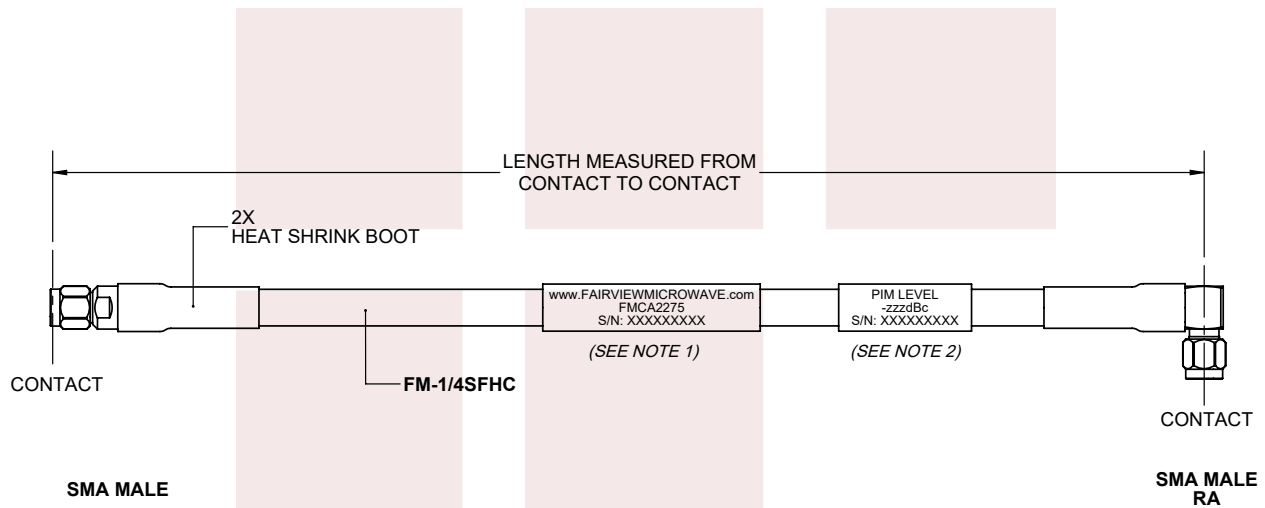 LENGTH MEASURED FROM
CONTACT TO CONTACT
2X
HEAT SHRINK BOOT
www.FAIRVIEWMICROWAVE.com
FMCA2275
S/N: XXXXXXXXX
PIM LEVEL
-zzzdBc
S/N: XXXXXXXXX
(SEE NOTE 1)
(SEE NOTE 2)
CONTACT
FM-1/4SFHC
CONTACT
SMA MALE
SMA MALE
RA